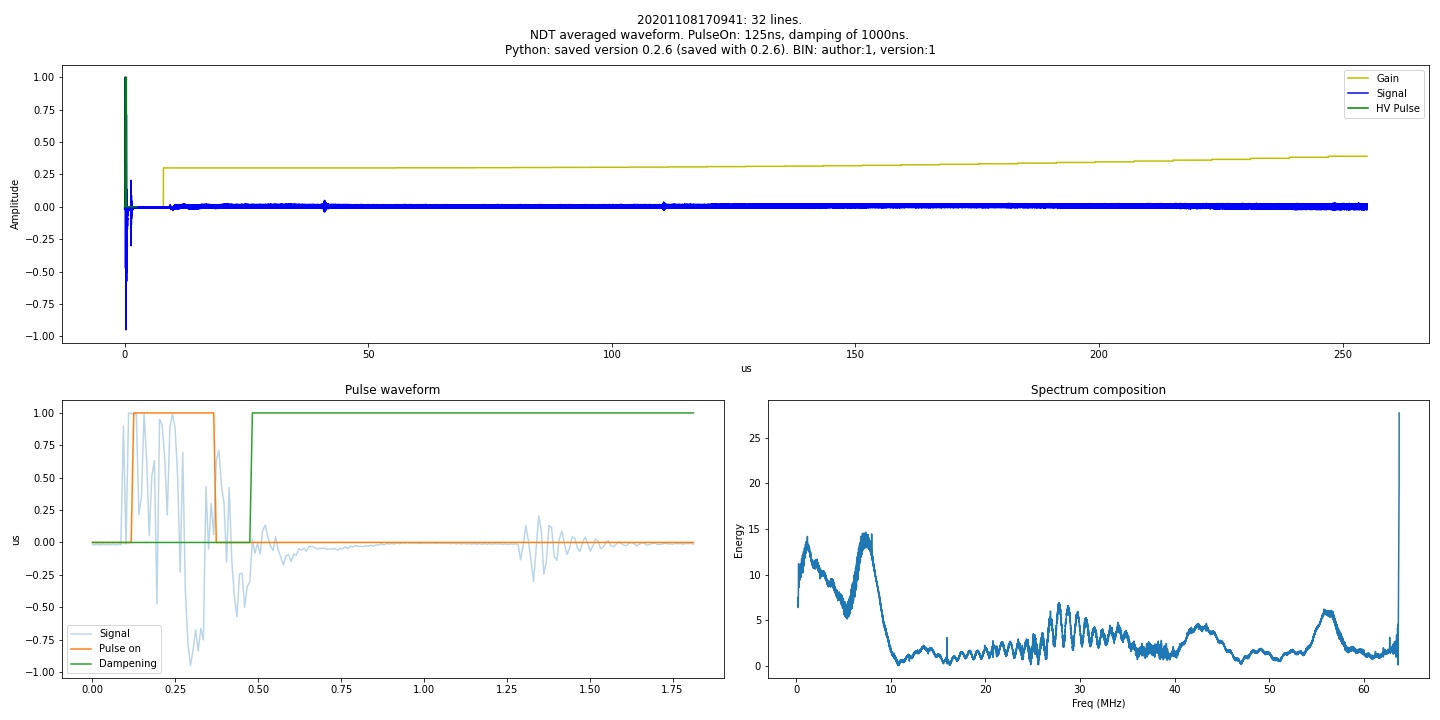 20201108170941: 32 lines.
NDT averaged waveform. PulseOn: 125ns, damping of 1000ns.
Python: saved version 0.2.6 (saved with 0.2.6). BIN: author:1, version:1
1.00
0.75
0.50
0.25
0.00
−0.25
−0.50
−0.75
−1.00
Amplitude
Gain
Signal
HV Pulse
0 50 100 150 200 250
us
Pulse waveform
1.00
0.75
0.50
0.25
0.00
−0.25
−0.50
−0.75
−1.00
us
Signal
Pulse on
Dampening
0.00 0.25 0.50 0.75 1.00 1.25 1.50 1.75
Spectrum composition
25
20
15
10
5
0
Energy
0 10 20 30 40 50 60
Freq (MHz)